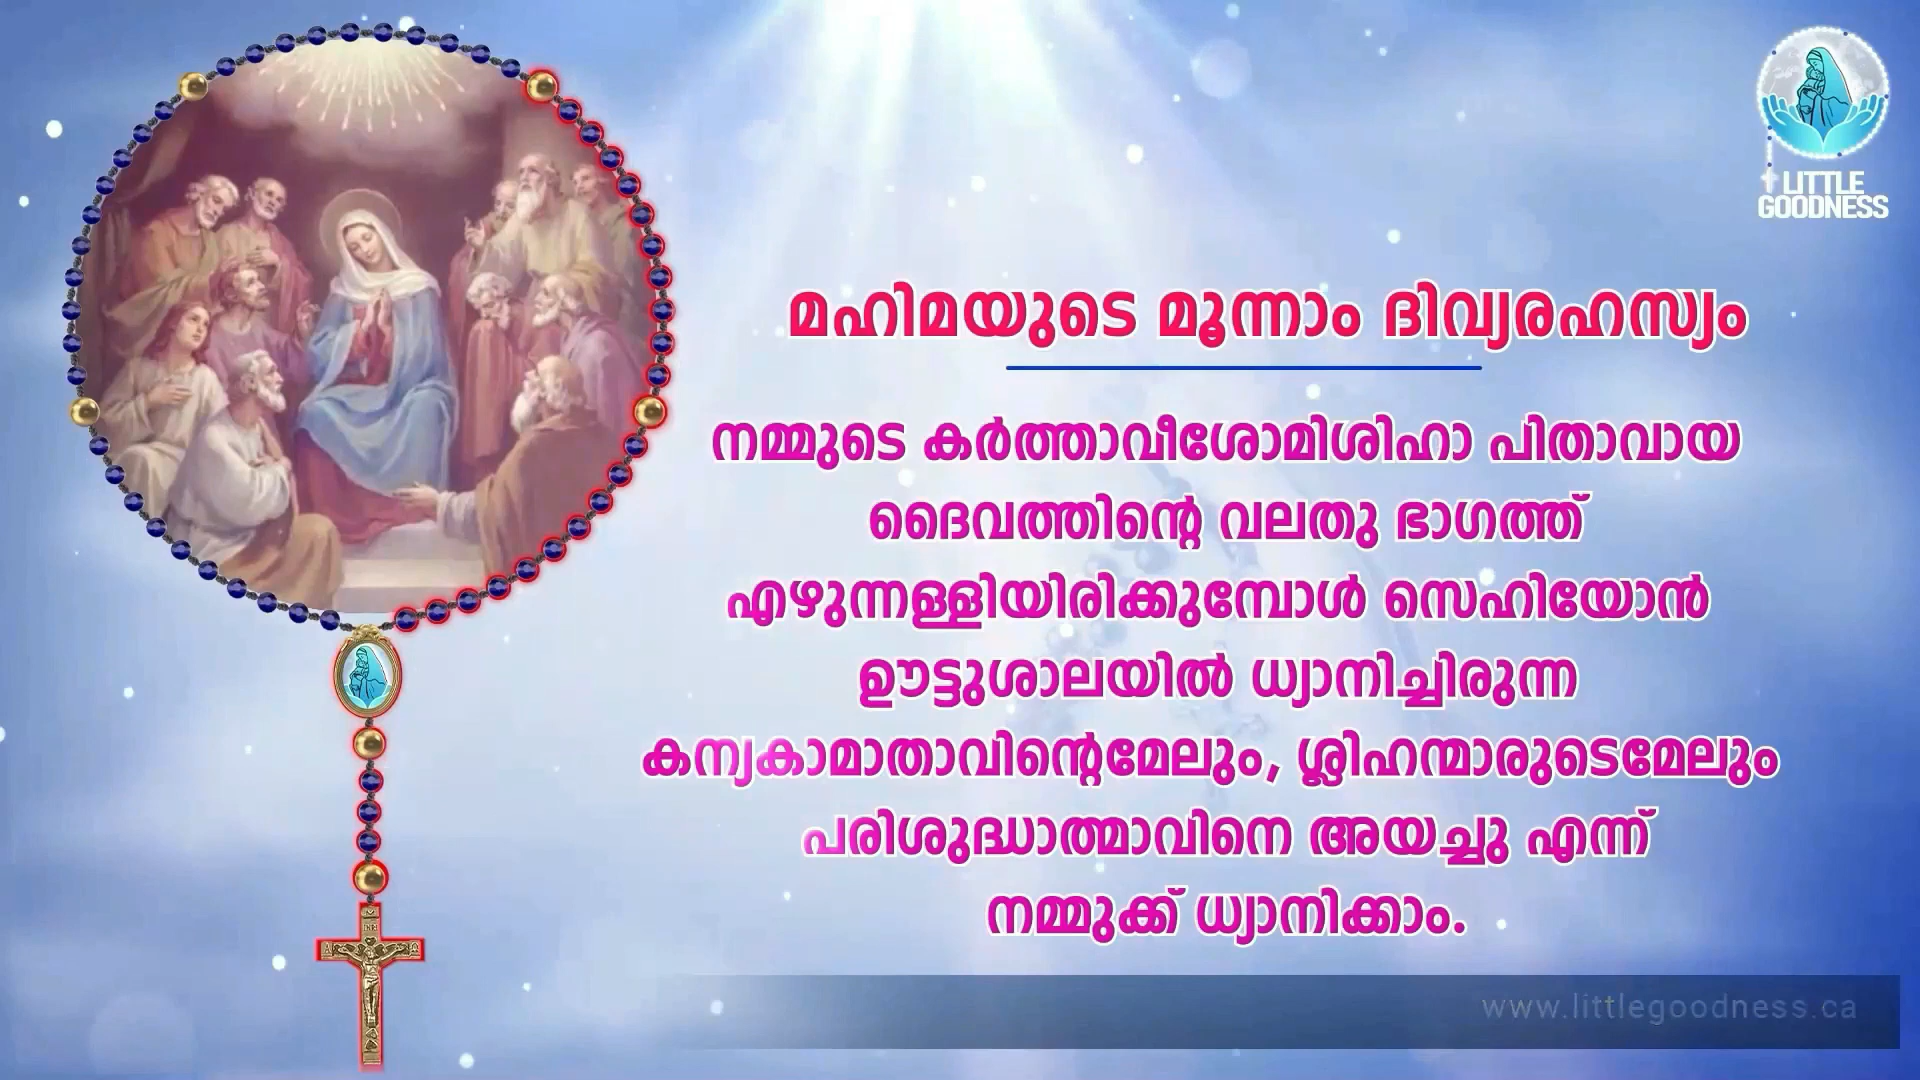 LITTLE
GOODNESS
മഹിമയുടെ മൂന്നാം ദിവ്യരഹസ്യം
നമ്മുടെ കർത്താവീശോമിശിഹാ പിതാവായ
ദൈവത്തിന്റെ വലതു ഭാഗത്ത്
എഴുന്നള്ളിയിരിക്കുമ്പോൾ സെഹിയോൻ
ഊട്ടുശാലയിൽ ധ്യാനിച്ചിരുന്ന
കന്യകാമാതാവിന്റെമേലും, ശ്ലീഹന്മാരുടെമേലും
പരിശുദ്ധാത്മാവിനെ അയച്ചു എന്ന്
നമ്മുക്ക് ധ്യാനിക്കാം.
www.littlegoodness.ca